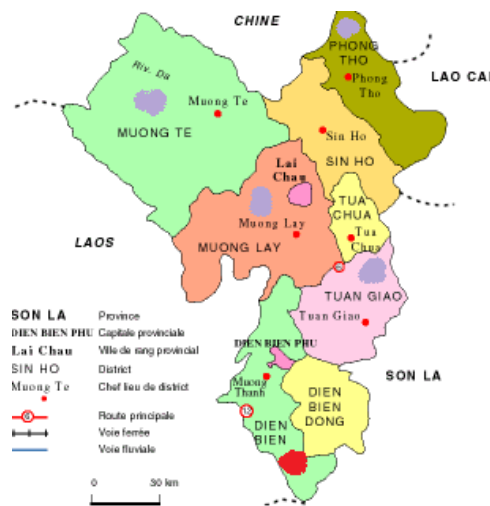 CHINE
PHONG
THO
Phong
Tho
LAO CAI
Riv. Da
Muong Te
MUONG TE
Sin Ho
SIN HO
Lai
Chau
TUA
CHUA
Muong Lay
Tua
Chua
LAOS
MUONG LAY
TUAN GIAO
Tuan Giao
SON LA
Province
DIEN BIEN PHU
Capitale provinciale
DIEN BIEN PHU
Lai Chau
Ville de rang provincial
SIN HO
District
SON LA
Muong Te
Chef lieu de district
Muong
Thanh
DIEN
BIEN
DONG
6
Route principale
12
DIEN
BIEN
Voie ferrée
Voie fluviale
0
30 km